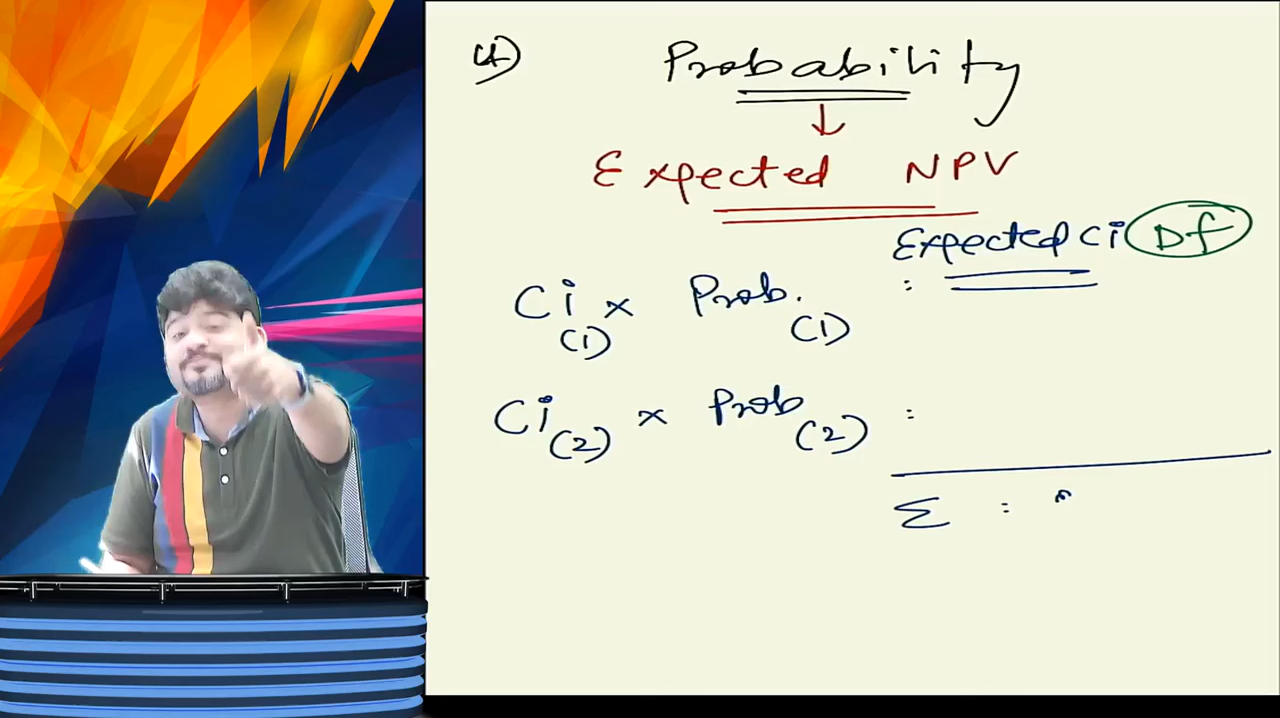 4)
Probability
↓
Expected NPV
Expected Ci Df
Ci(1) × Prob.(1) :
Ci(2) × Prob(2) :
Σ :